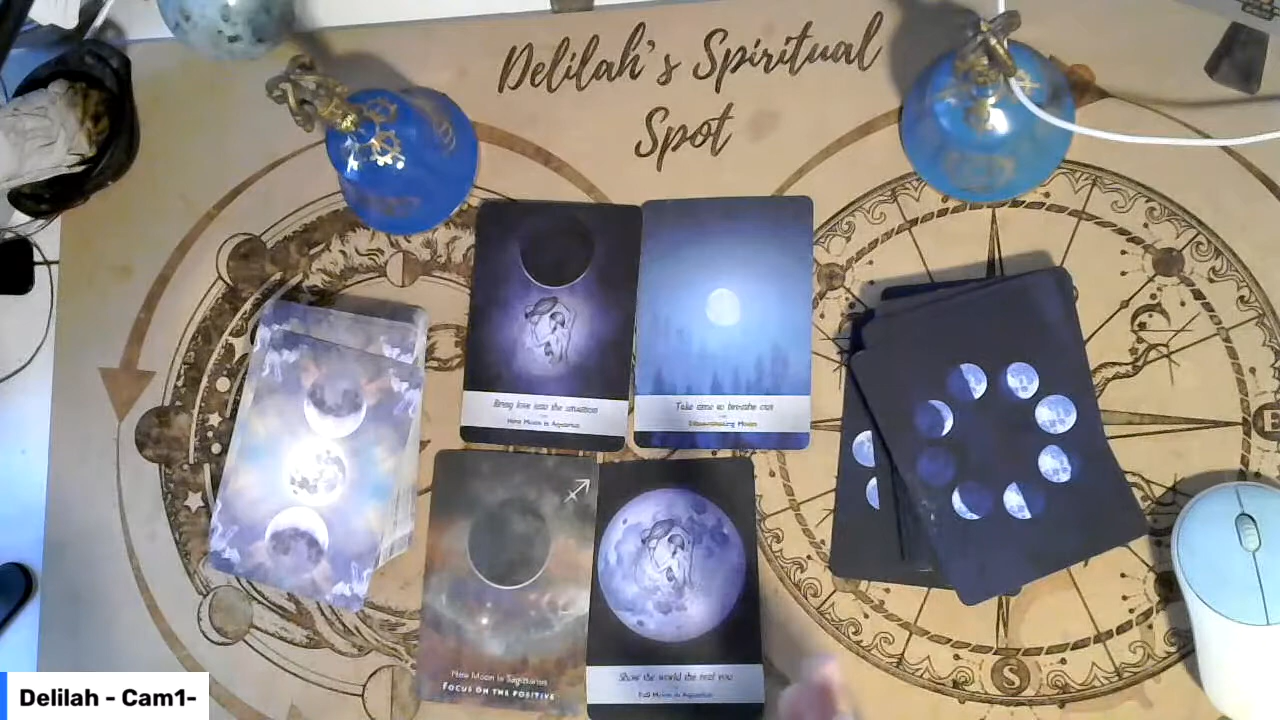 Delilah's Spiritual
Spot
Bring love into the situation
New Moon in Aquarius
Take time to breathe out
Disseminating Moon
New Moon in Sagittarius
FOCUS ON THE POSITIVE
Show the world the real you
Full Moon in Aquarius
E
S
Delilah - Cam1-